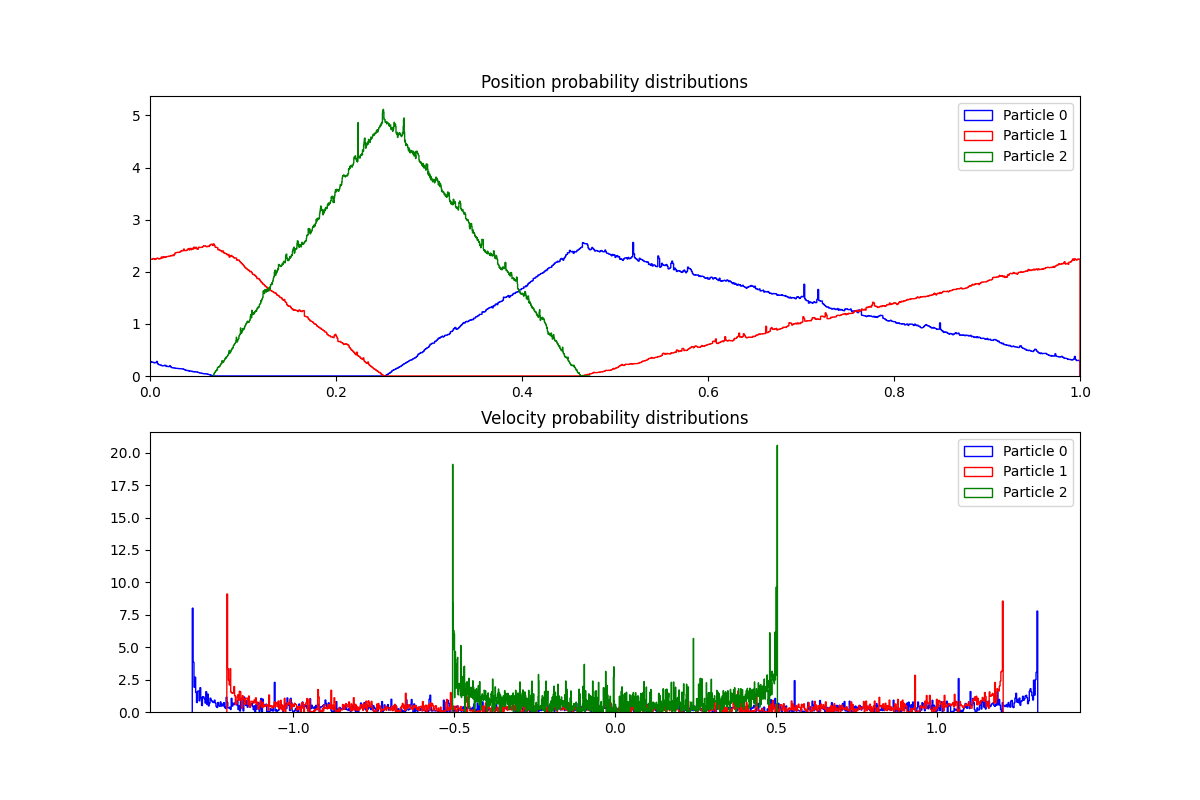 Position probability distributions
5
4
3
2
1
0
Particle 0
Particle 1
Particle 2
0.0 0.2 0.4 0.6 0.8 1.0
Velocity probability distributions
20.0
17.5
15.0
12.5
10.0
7.5
5.0
2.5
0.0
Particle 0
Particle 1
Particle 2
−1.0 −0.5 0.0 0.5 1.0